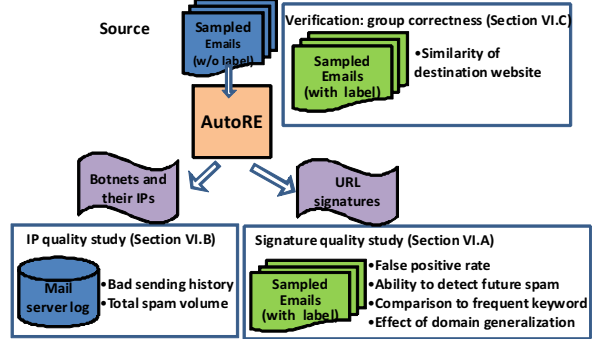 Source
Sampled
Emails
(w/o label)
Verification: group correctness (Section VI.C)
Sampled
Emails
(with label)
•Similarity of
destination website
AutoRE
Botnets and
their IPs
URL
signatures
IP quality study (Section VI.B)
Mail
server log
•Bad sending history
•Total spam volume
Signature quality study (Section VI.A)
Sampled
Emails
(with label)
•False positive rate
•Ability to detect future spam
•Comparison to frequent keyword
•Effect of domain generalization